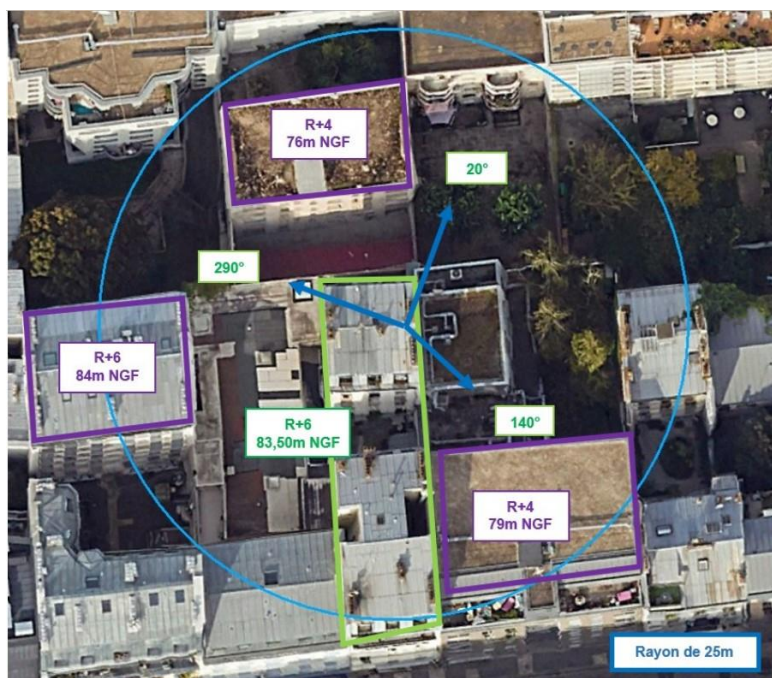 R+4
76m NGF
20°
290°
R+6
84m NGF
R+6
83,50m NGF
140°
R+4
79m NGF
Rayon de 25m